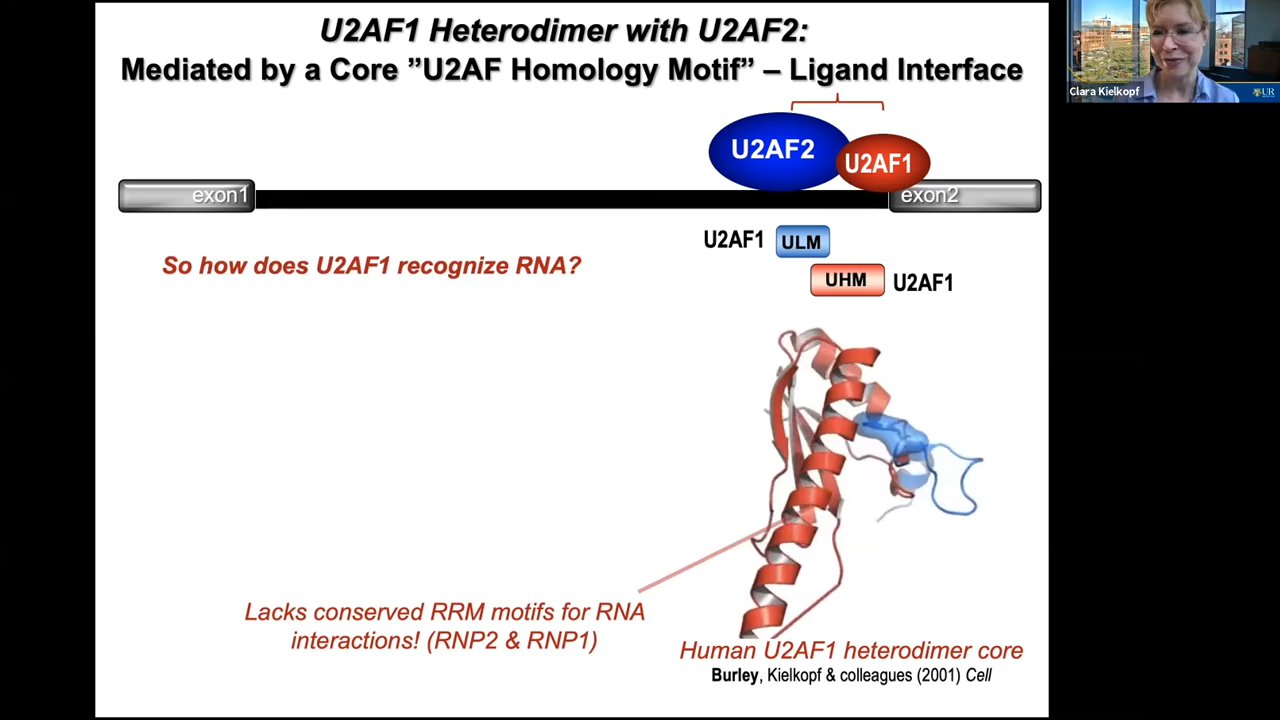 U2AF1 Heterodimer with U2AF2:
Mediated by a Core ”U2AF Homology Motif” – Ligand Interface
Clara Kielkopf
UR
U2AF2
U2AF1
exon1
exon2
U2AF1
ULM
So how does U2AF1 recognize RNA?
UHM
U2AF1
Lacks conserved RRM motifs for RNA
interactions! (RNP2 & RNP1)
Human U2AF1 heterodimer core
Burley, Kielkopf & colleagues (2001) Cell